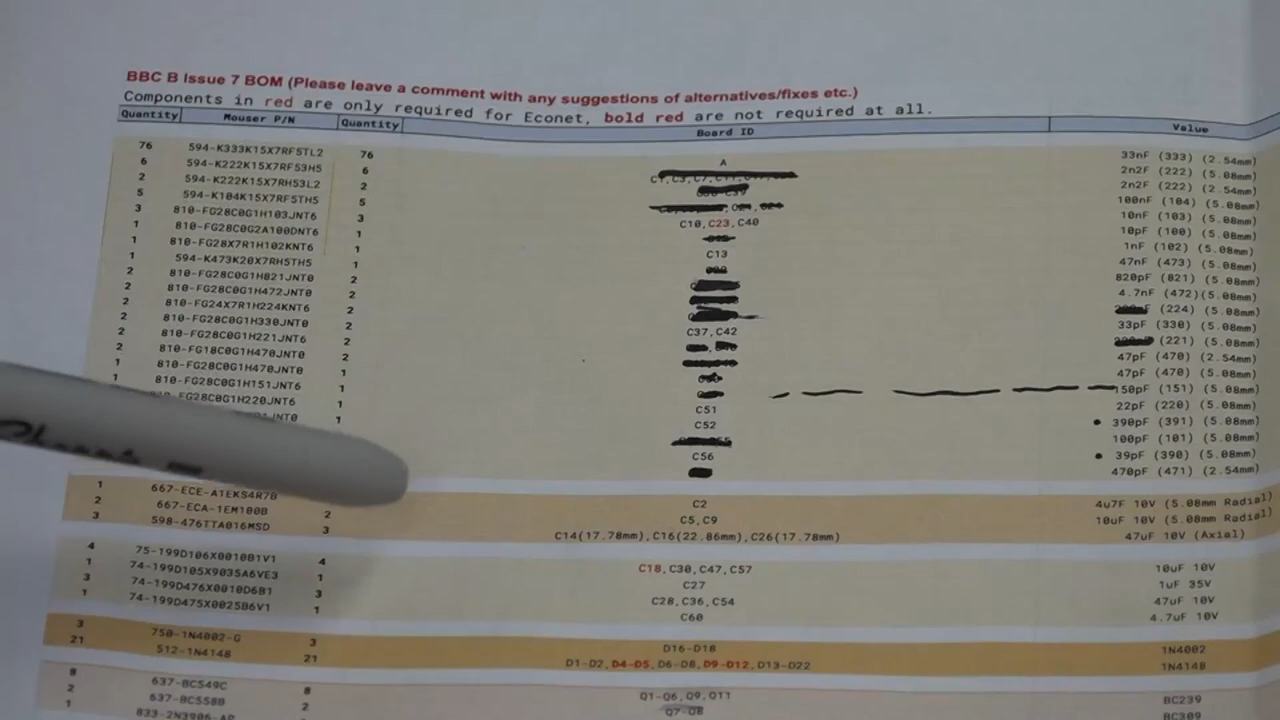 BBC B Issue 7 BOM (Please leave a comment with any suggestions of alternatives/fixes etc.)
Components in red are only required for Econet, bold red are not required at all.
Quantity Mouser P/N Quantity Board ID Value
76 594-K333K15X7RF5TL2 76 A 33nF (333) (2.54mm)
6 594-K222K15X7RF53H5 6 2n2F (222) (5.08mm)
2 594-K222K15X7RH53L2 2 2n2F (222) (2.54mm)
5 594-K104K15X7RF5TH5 5 100nF (104) (5.08mm)
3 810-FG28C0G1H103JNT6 3 C10,C23,C40 10nF (103) (5.08mm)
1 810-FG28C0G2A100DNT6 1 10pF (100) (5.08mm)
1 810-FG28X7R1H102KNT6 1 C13 1nF (102) (5.08mm)
1 594-K473K20X7RH5TH5 1 47nF (473) (5.08mm)
2 810-FG28C0G1H821JNT0 2 820pF (821) (5.08mm)
2 810-FG28C0G1H472JNT0 2 4.7nF (472)(5.08mm)
2 810-FG24X7R1H224KNT6 2 (224) (5.08mm)
2 810-FG28C0G1H330JNT0 2 C37,C42 33pF (330) (5.08mm)
2 810-FG28C0G1H221JNT6 2 (221) (5.08mm)
2 810-FG18C0G1H470JNT0 2 47pF (470) (2.54mm)
1 810-FG28C0G1H470JNT0 1 47pF (470) (5.08mm)
1 810-FG28C0G1H151JNT6 1 150pF (151) (5.08mm)
810-FG28C0G1H220JNT6 1 C51 22pF (220) (5.08mm)
JNT0 1 C52 390pF (391) (5.08mm)
100pF (101) (5.08mm)
C56 39pF (390) (5.08mm)
470pF (471) (2.54mm)
1 667-ECE-A1EKS4R7B C2 4u7F 10V (5.08mm Radial)
2 667-ECA-1EM100B 2 C5,C9 10uF 10V (5.08mm Radial)
3 598-476TTA016MSD 3 C14(17.78mm),C16(22.86mm),C26(17.78mm) 47uF 10V (Axial)
4 75-199D106X0010B1V1 4 C18,C30,C47,C57 10uF 10V
1 74-199D105X9035A6VE3 1 C27 1uF 35V
3 74-199D476X0010D6B1 3 C28,C36,C54 47uF 10V
1 74-199D475X0025B6V1 1 C60 4.7uF 10V
3 750-1N4002-G 3 D16-D18 1N4002
21 512-1N4148 21 D1-D2,D4-D5,D6-D8,D9-D12,D13-D22 1N4148
8 637-BC549C 8 Q1-Q6,Q9,Q11 BC239
2 637-BC558B 2 Q7-Q8 BC309
1 833-2N3906-AP